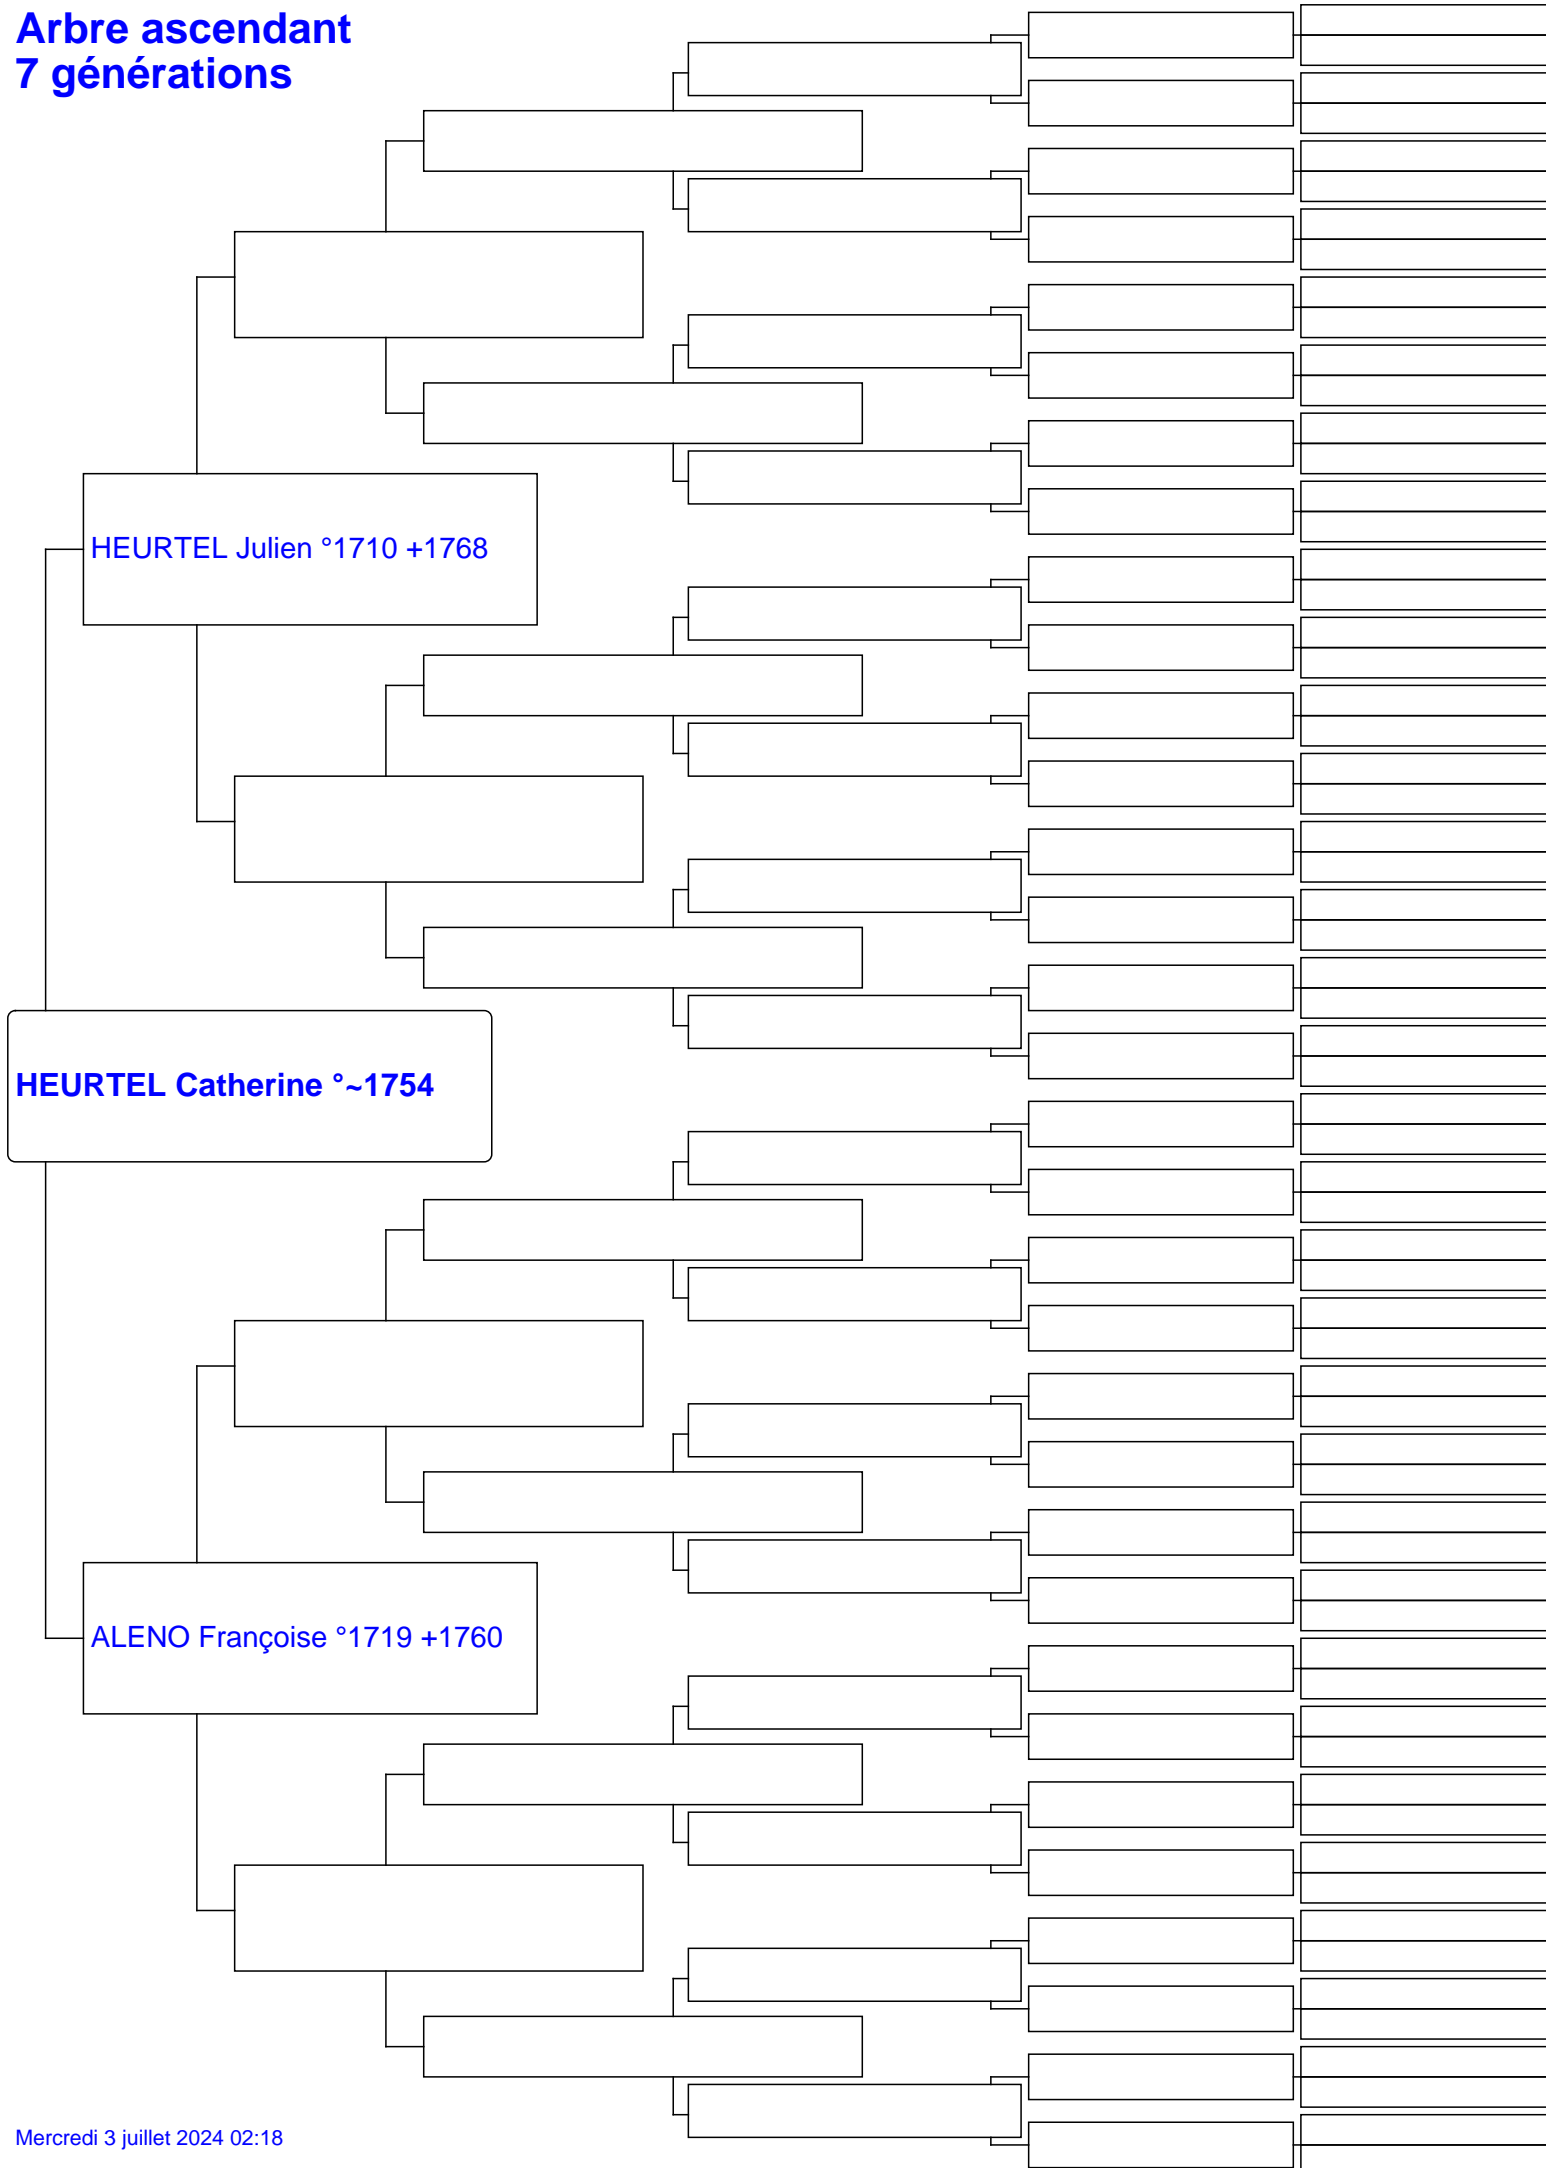 Arbre ascendant
7 générations
HEURTEL Julien °1710 +1768
HEURTEL Catherine °~1754
ALENO Françoise °1719 +1760
Mercredi 3 juillet 2024 02:18